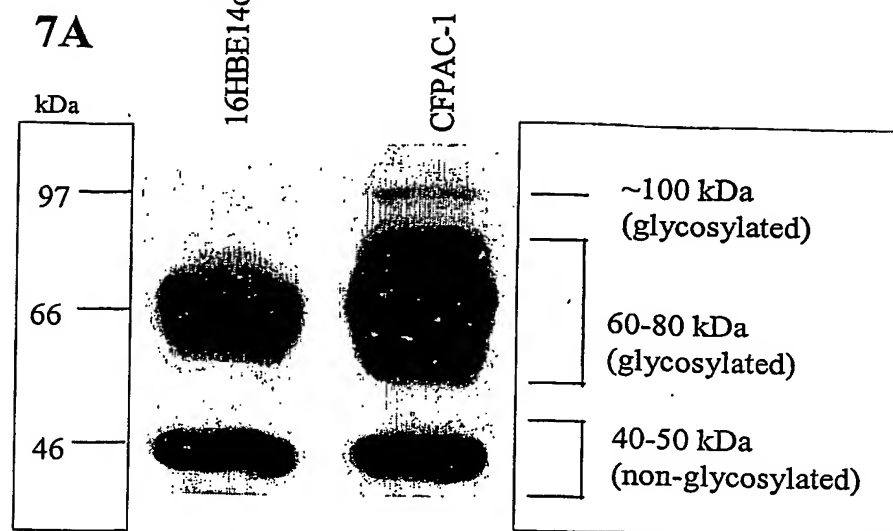 7A
CFPAC-1
kDa
97
66
46
~100 kDa
(glycosylated)
60-80 kDa
(glycosylated)
40-50 kDa
(non-glycosylated)